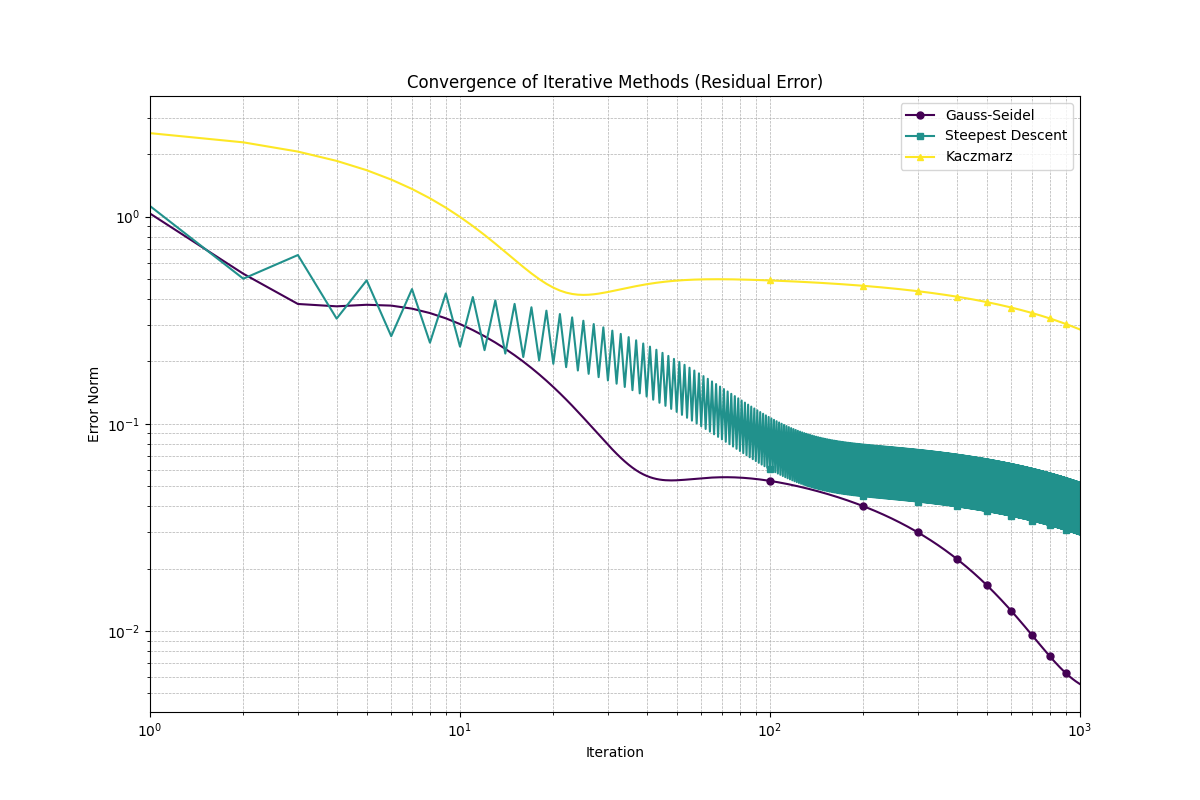 Convergence of Iterative Methods (Residual Error)
Gauss-Seidel
Steepest Descent
Kaczmarz
Error Norm
10⁰
10⁻¹
10⁻²
10⁰ 10¹ 10² 10³
Iteration